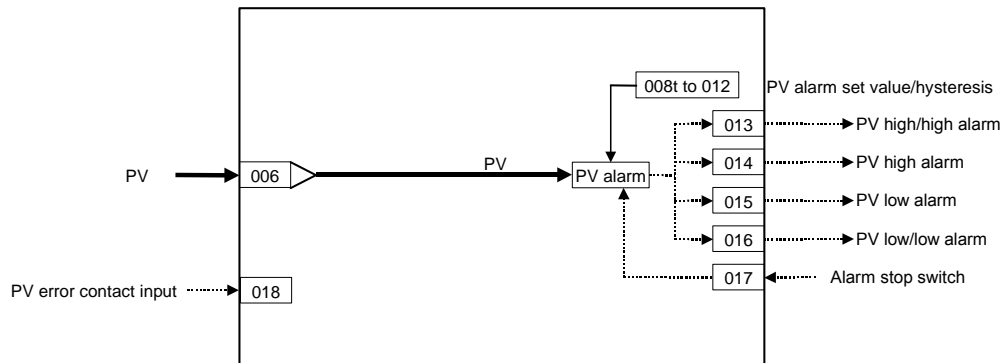 008t to 012
PV alarm set value/hysteresis
013
PV high/high alarm
014
PV high alarm
PV
006
PV
PV alarm
015
PV low alarm
016
PV low/low alarm
017
Alarm stop switch
PV error contact input
018